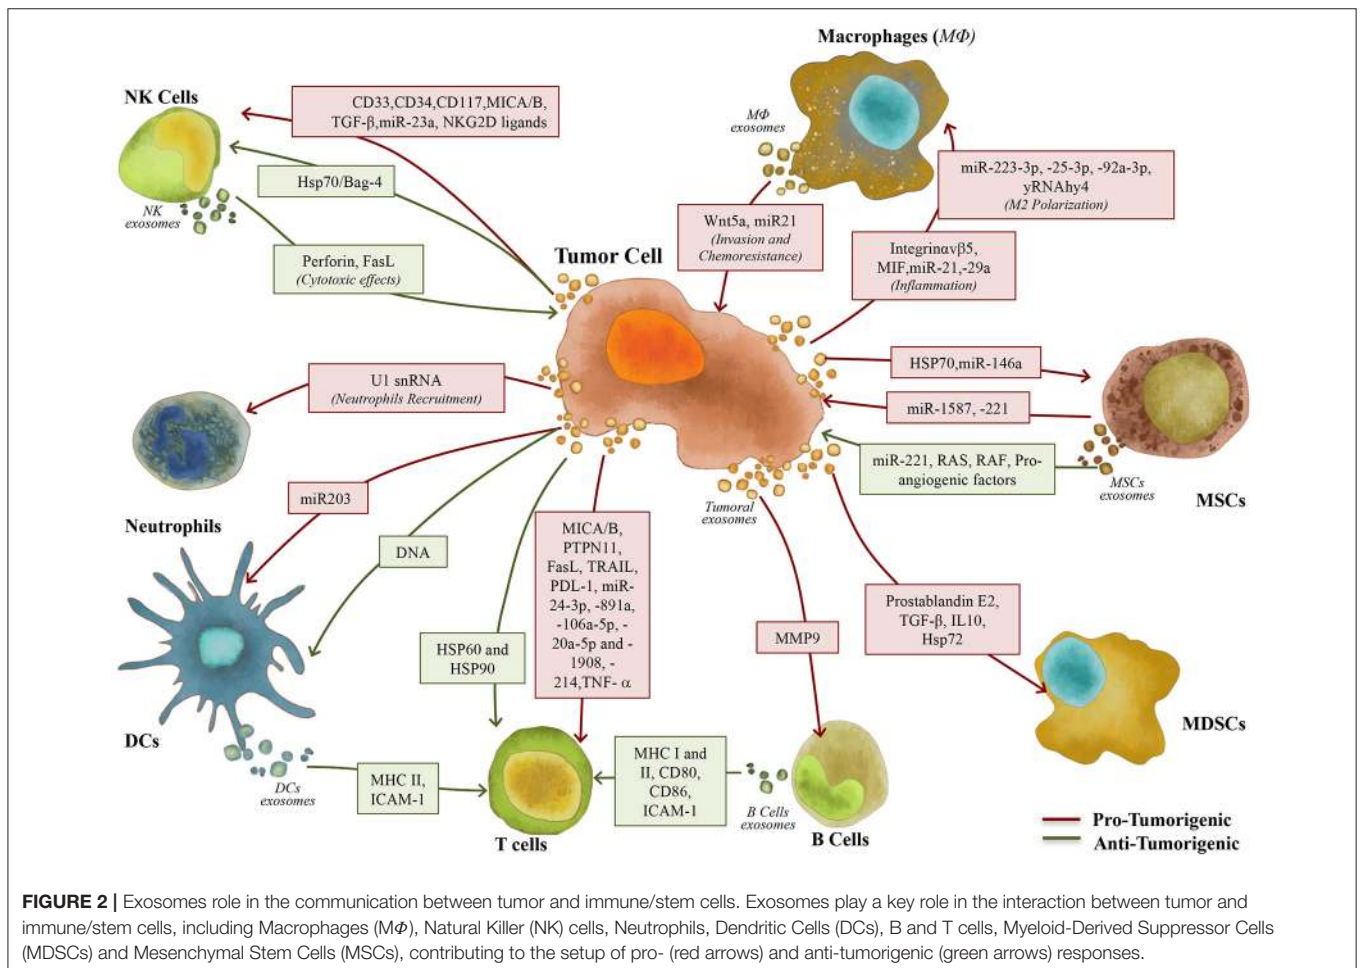 Macrophages (MΦ)
NK Cells
CD33,CD34,CD117,MICA/B,
TGF-β,miR-23a, NKG2D ligands
MΦ
exosomes
miR-223-3p, -25-3p, -92a-3p,
yRNAhy4
(M2 Polarization)
Hsp70/Bag-4
NK
exosomes
Wnt5a, miR21
(Invasion and
Chemoresistance)
Integrinαvβ5,
MIF,miR-21,-29a
(Inflammation)
Perforin, FasL
(Cytotoxic effects)
Tumor Cell
HSP70,miR-146a
U1 snRNA
(Neutrophils Recruitment)
miR-1587, -221
miR-221, RAS, RAF, Pro-
angiogenic factors
MSCs
exosomes
MSCs
miR203
Tumoral
exosomes
Neutrophils
DNA
MICA/B,
PTPN11,
FasL, TRAIL,
PDL-1, miR-
24-3p, -891a,
-106a-5p, -
20a-5p and -
1908, -
214,TNF- α
Prostablandin E2,
TGF-β, IL10,
Hsp72
HSP60 and
HSP90
MMP9
MDSCs
DCs
MHC II,
ICAM-1
DCs
exosomes
MHC I and
II, CD80,
CD86,
ICAM-1
B Cells
exosomes
T cells
B Cells
Pro-Tumorigenic
Anti-Tumorigenic
FIGURE 2 | Exosomes role in the communication between tumor and immune/stem cells. Exosomes play a key role in the interaction between tumor and
immune/stem cells, including Macrophages (MΦ), Natural Killer (NK) cells, Neutrophils, Dendritic Cells (DCs), B and T cells, Myeloid-Derived Suppressor Cells
(MDSCs) and Mesenchymal Stem Cells (MSCs), contributing to the setup of pro- (red arrows) and anti-tumorigenic (green arrows) responses.